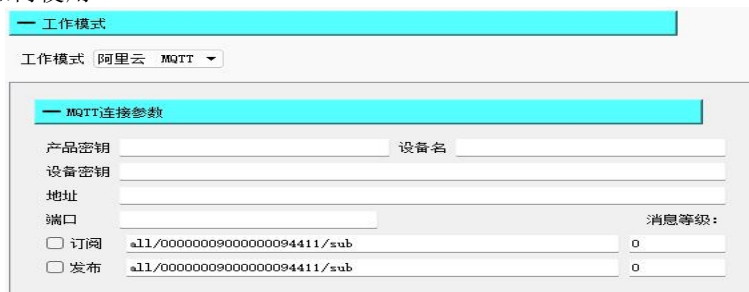 一 工作模式
工作模式 阿里云 MQTT
一 MQTT连接参数
产品密钥 设备名
设备密钥
地址
端口 消息等级:
订阅 all/00000009000000094411/sub 0
发布 all/00000009000000094411/sub 0